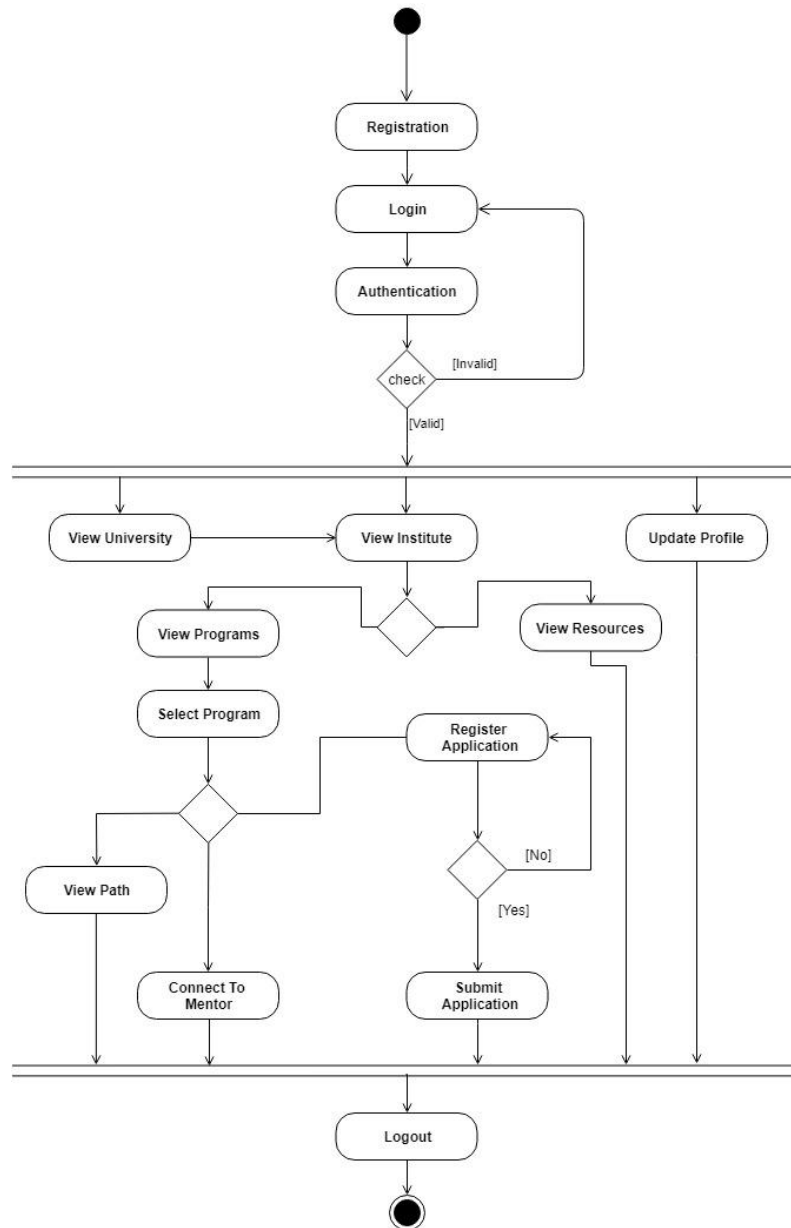 Registration
Login
Authentication
[Invalid]
check
[Valid]
View University
View Institute
Update Profile
View Programs
View Resources
Select Program
Register
Application
[No]
View Path
[Yes]
Connect To
Mentor
Submit
Application
Logout